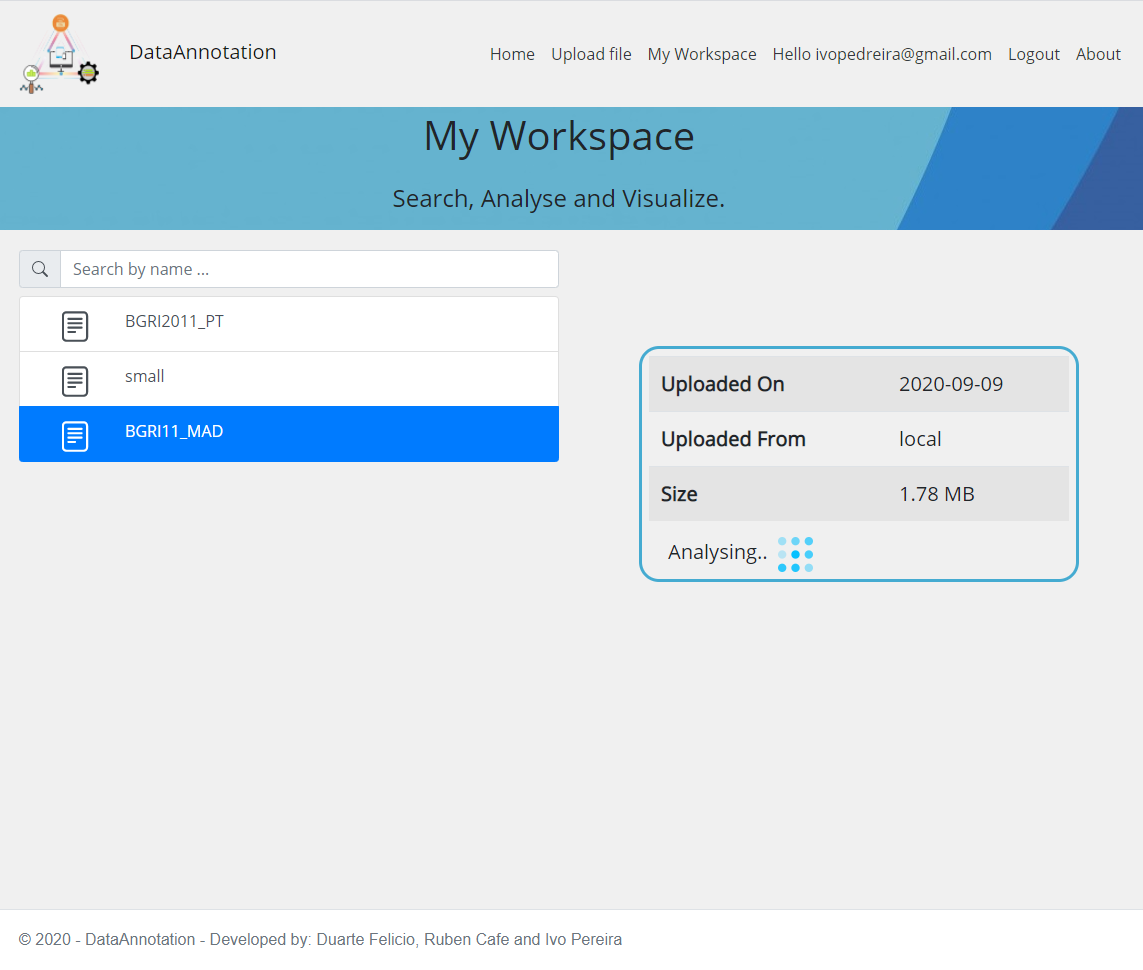 DataAnnotation
Home Upload file My Workspace Hello ivopedreira@gmail.com Logout About
My Workspace
Search, Analyse and Visualize.
Search by name ...
BGRI2011_PT
small
BGRI11_MAD
Uploaded On 2020-09-09
Uploaded From local
Size 1.78 MB
Analysing..
© 2020 - DataAnnotation - Developed by: Duarte Felicio, Ruben Cafe and Ivo Pereira